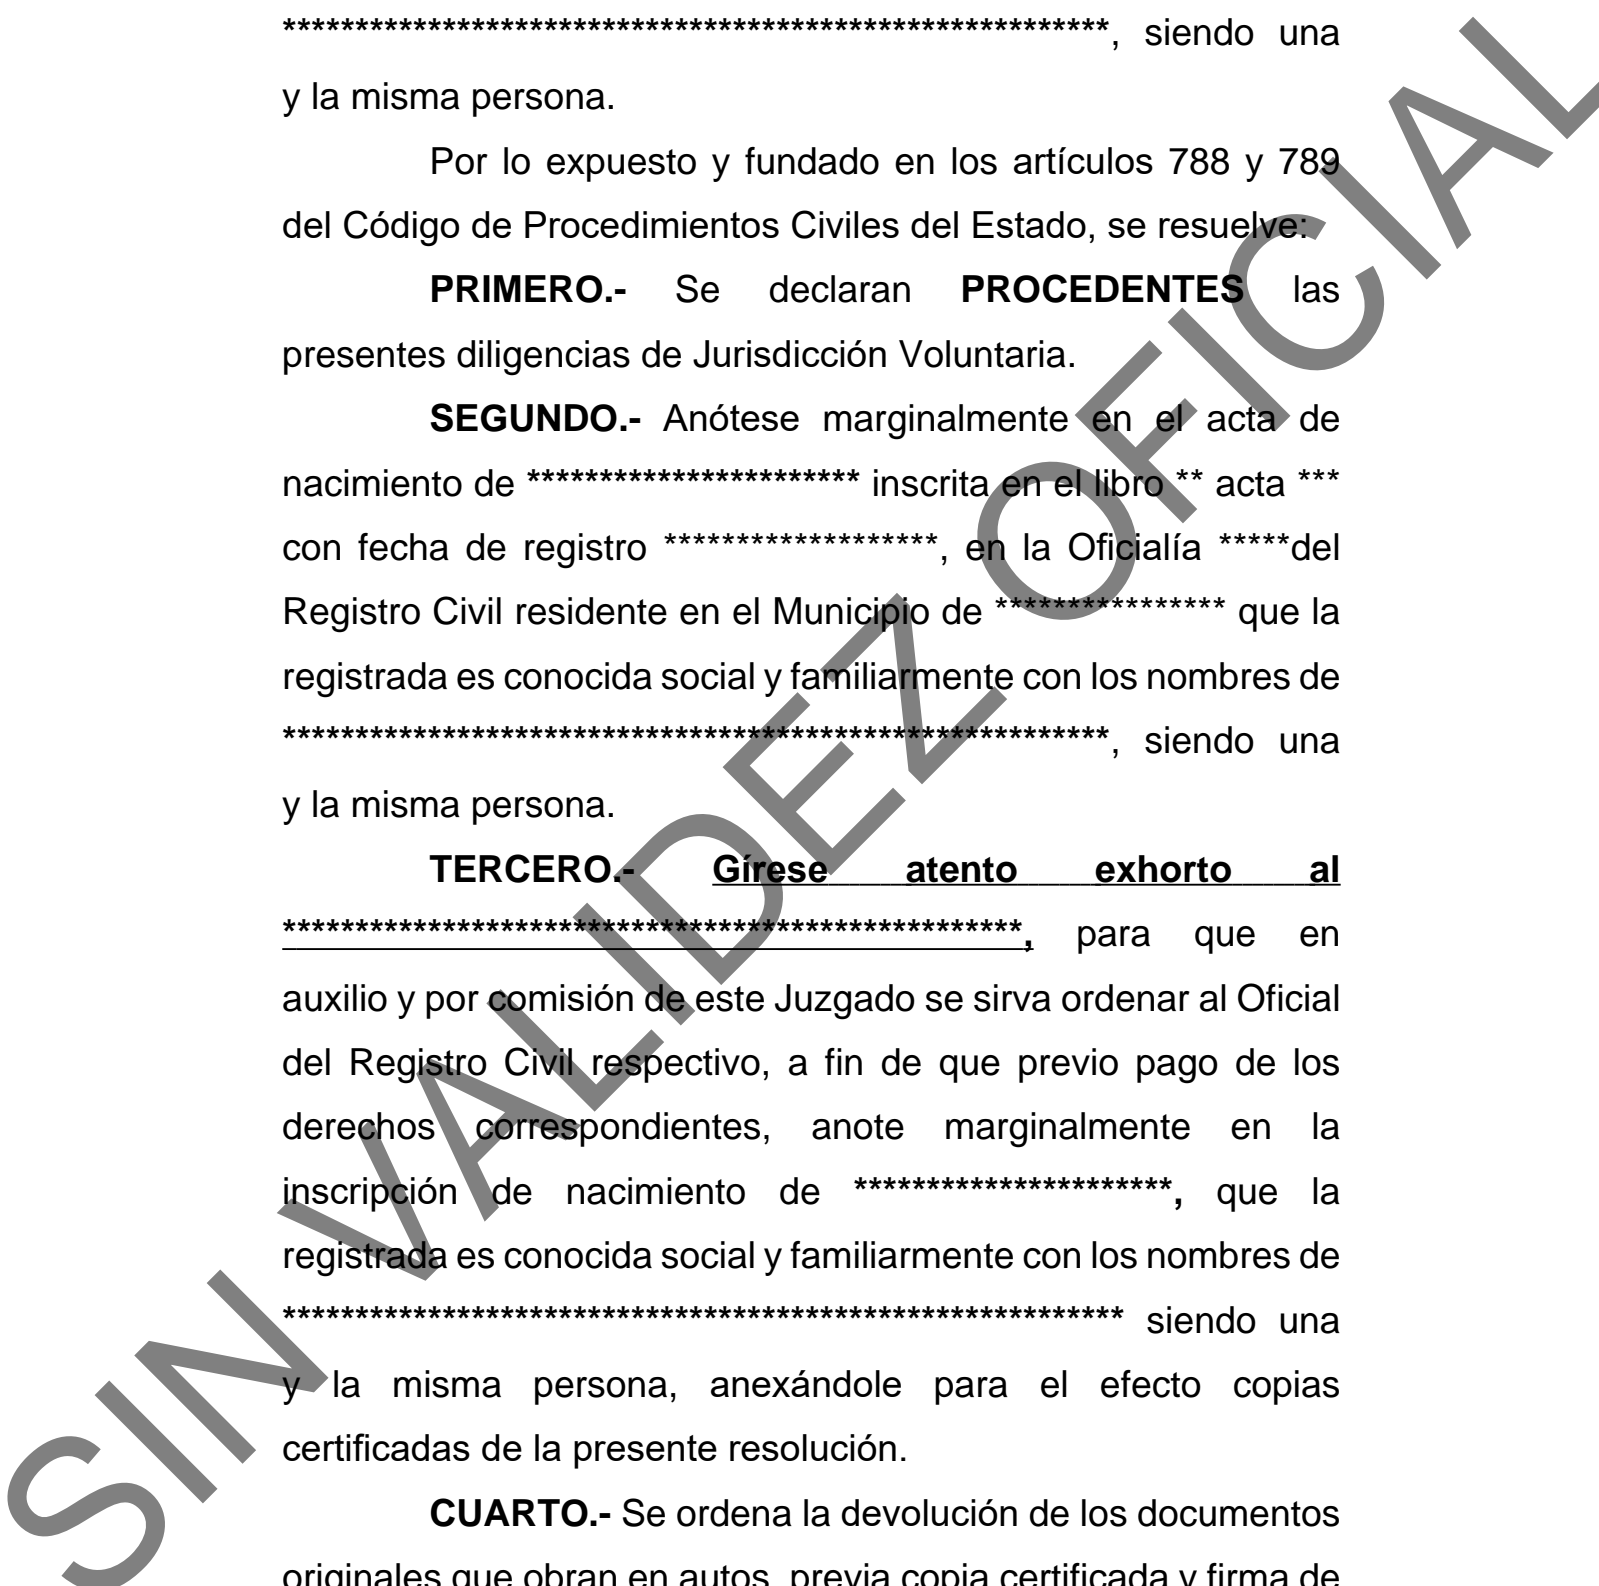 *********************************************************, siendo una
y la misma persona.
Por lo expuesto y fundado en los artículos 788 y 789
del Código de Procedimientos Civiles del Estado, se resuelve:
PRIMERO.- Se declaran PROCEDENTES las
presentes diligencias de Jurisdicción Voluntaria.
SEGUNDO.- Anótese marginalmente en el acta de
nacimiento de *********************** inscrita en el libro ** acta ***
con fecha de registro *******************, en la Oficialía *****del
Registro Civil residente en el Municipio de **************** que la
registrada es conocida social y familiarmente con los nombres de
*********************************************************, siendo una
y la misma persona.
TERCERO.- Gírese atento exhorto al
***************************************************, para que en
auxilio y por comisión de este Juzgado se sirva ordenar al Oficial
del Registro Civil respectivo, a fin de que previo pago de los
derechos correspondientes, anote marginalmente en la
inscripción de nacimiento de **********************, que la
registrada es conocida social y familiarmente con los nombres de
********************************************************** siendo una
y la misma persona, anexándole para el efecto copias
certificadas de la presente resolución.
CUARTO.- Se ordena la devolución de los documentos
originales que obran en autos, previa copia certificada y firma de
SIN VALIDEZ OFICIAL